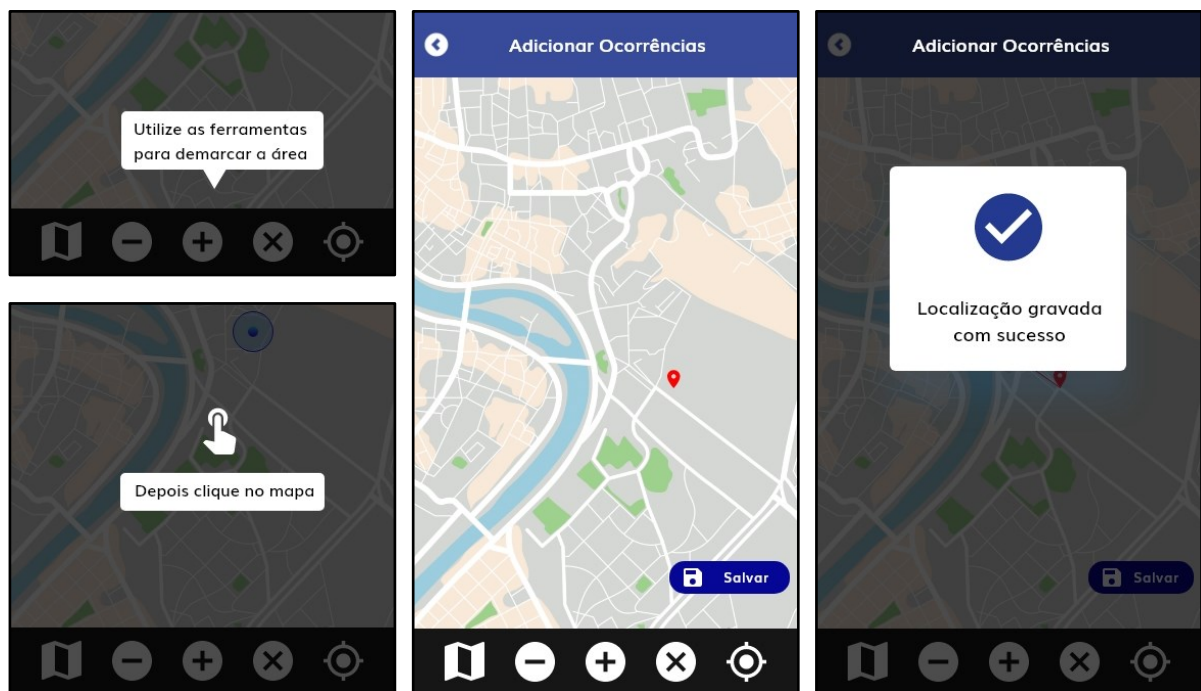 Utilize as ferramentas
para demarcar a área
Depois clique no mapa
Adicionar Ocorrências
Salvar
Adicionar Ocorrências
Localização gravada
com sucesso
Salvar